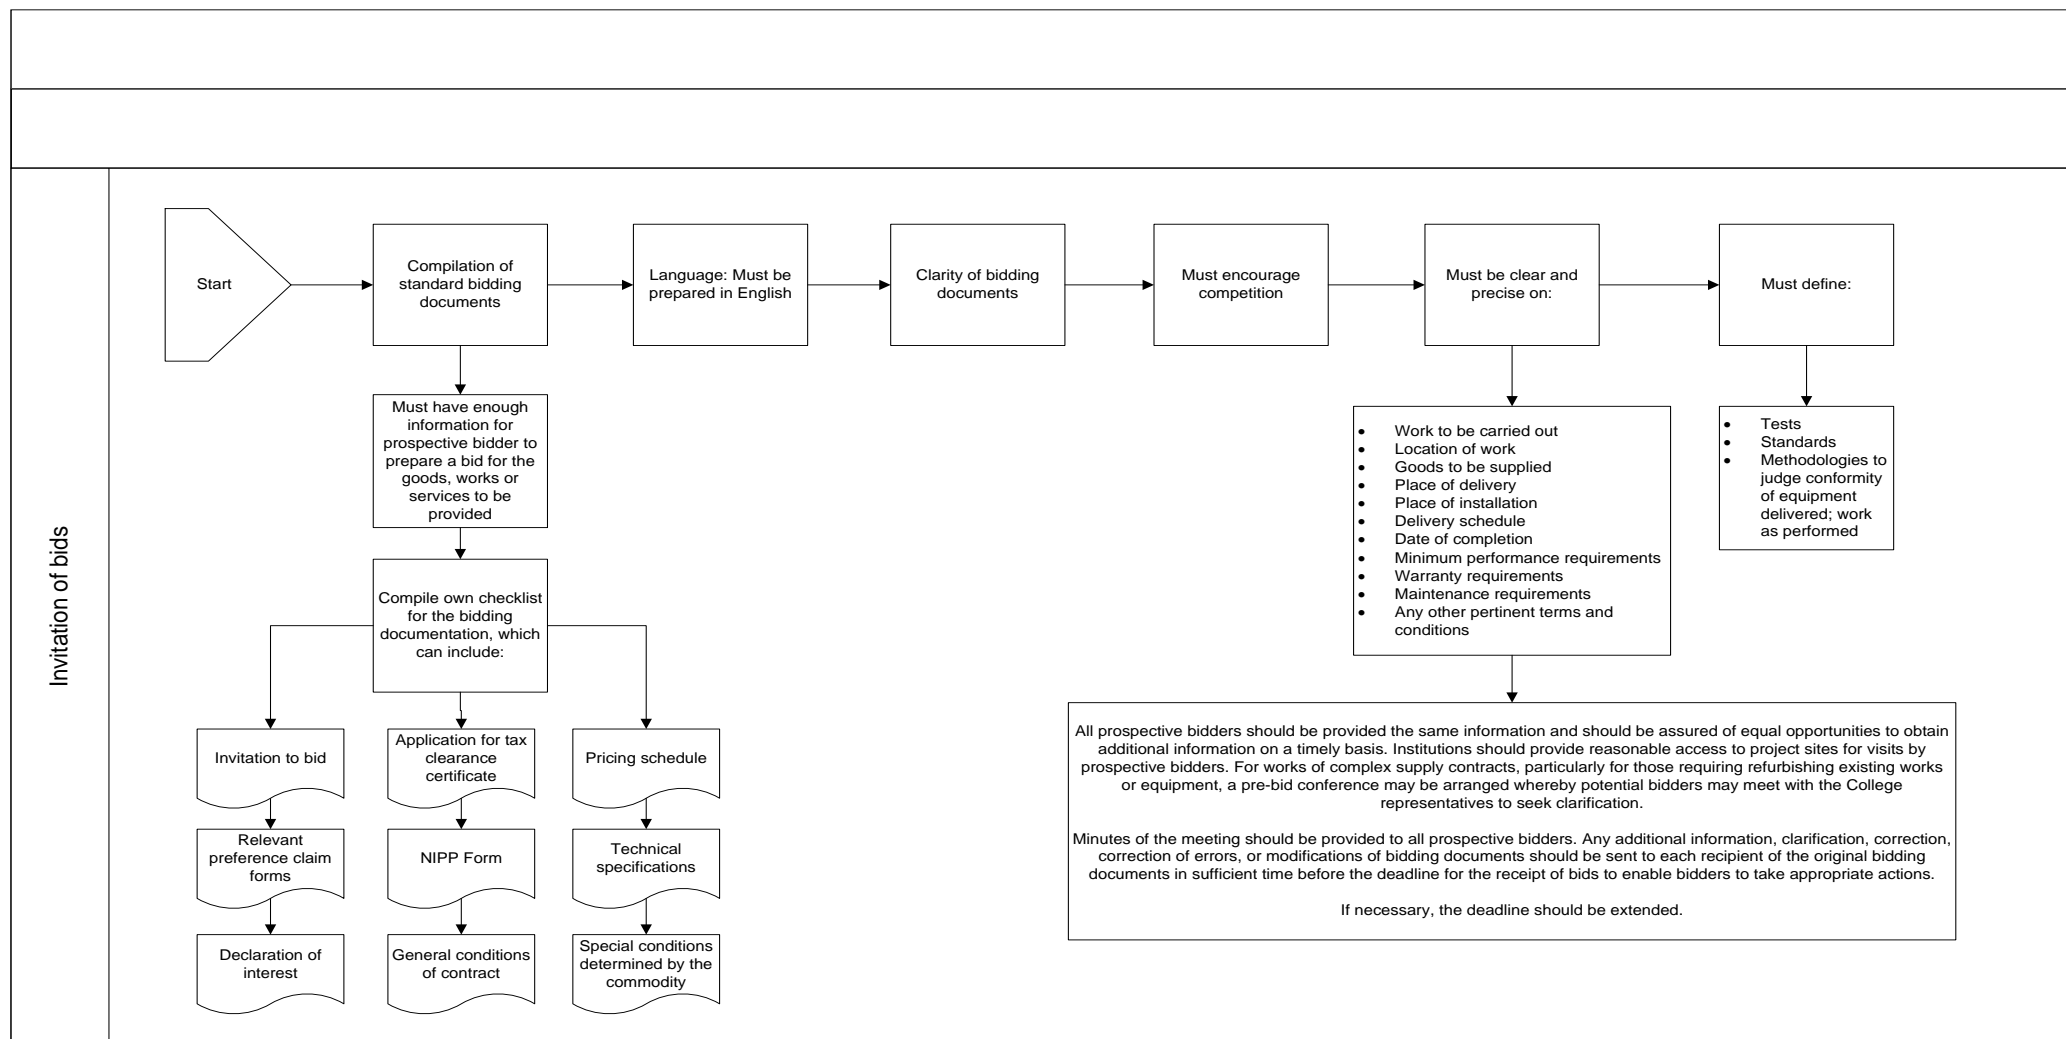 Invitation of bids
Start
Compilation of
standard bidding
documents
Language: Must be
prepared in English
Clarity of bidding
documents
Must encourage
competition
Must be clear and
precise on:
Must define:
Must have enough
information for
prospective bidder to
prepare a bid for the
goods, works or
services to be
provided
Compile own checklist
for the bidding
documentation, which
can include:
Invitation to bid
Relevant
preference claim
forms
Declaration of
interest
Application for tax
clearance
certificate
NIPP Form
General conditions
of contract
Pricing schedule
Technical
specifications
Special conditions
determined by the
commodity
• Work to be carried out
• Location of work
• Goods to be supplied
• Place of delivery
• Place of installation
• Delivery schedule
• Date of completion
• Minimum performance requirements
• Warranty requirements
• Maintenance requirements
• Any other pertinent terms and
conditions
All prospective bidders should be provided the same information and should be assured of equal opportunities to obtain
additional information on a timely basis. Institutions should provide reasonable access to project sites for visits by
prospective bidders. For works of complex supply contracts, particularly for those requiring refurbishing existing works
or equipment, a pre-bid conference may be arranged whereby potential bidders may meet with the College
representatives to seek clarification.
Minutes of the meeting should be provided to all prospective bidders. Any additional information, clarification, correction,
correction of errors, or modifications of bidding documents should be sent to each recipient of the original bidding
documents in sufficient time before the deadline for the receipt of bids to enable bidders to take appropriate actions.
If necessary, the deadline should be extended.
• Tests
• Standards
• Methodologies to
judge conformity
of equipment
delivered; work
as performed